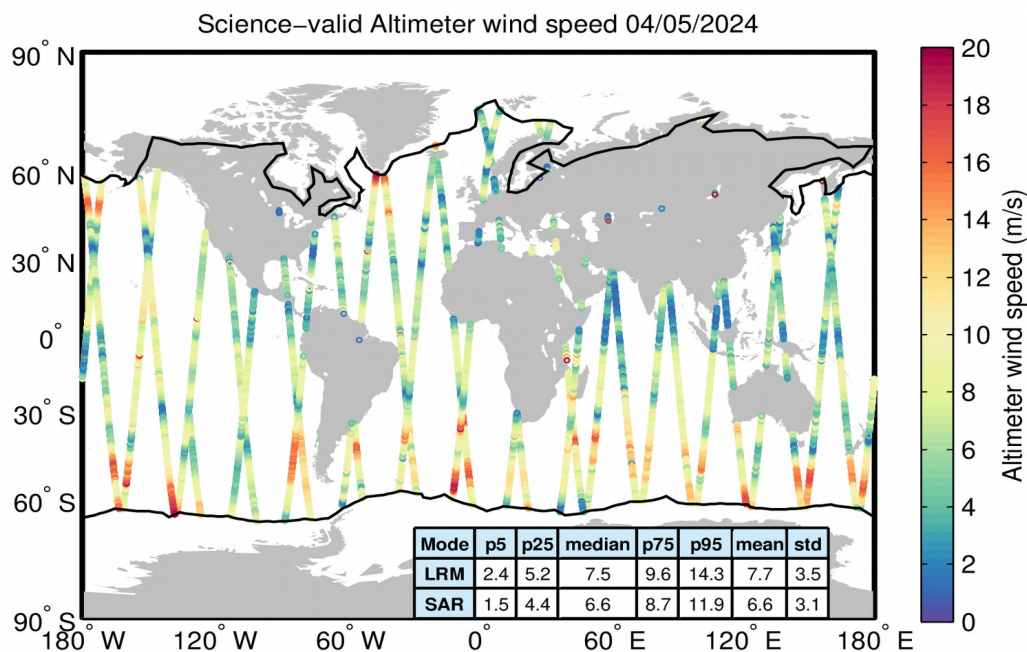 Science−valid Altimeter wind speed 04/05/2024
90° N
60° N
30° N
0°
30° S
60° S
90° S
180° W
120° W
60° W
0°
60° E
120° E
180° E
20
18
16
14
12
10
8
6
4
2
0
Altimeter wind speed (m/s)
Mode p5 p25 median p75 p95 mean std
LRM 2.4 5.2 7.5 9.6 14.3 7.7 3.5
SAR 1.5 4.4 6.6 8.7 11.9 6.6 3.1